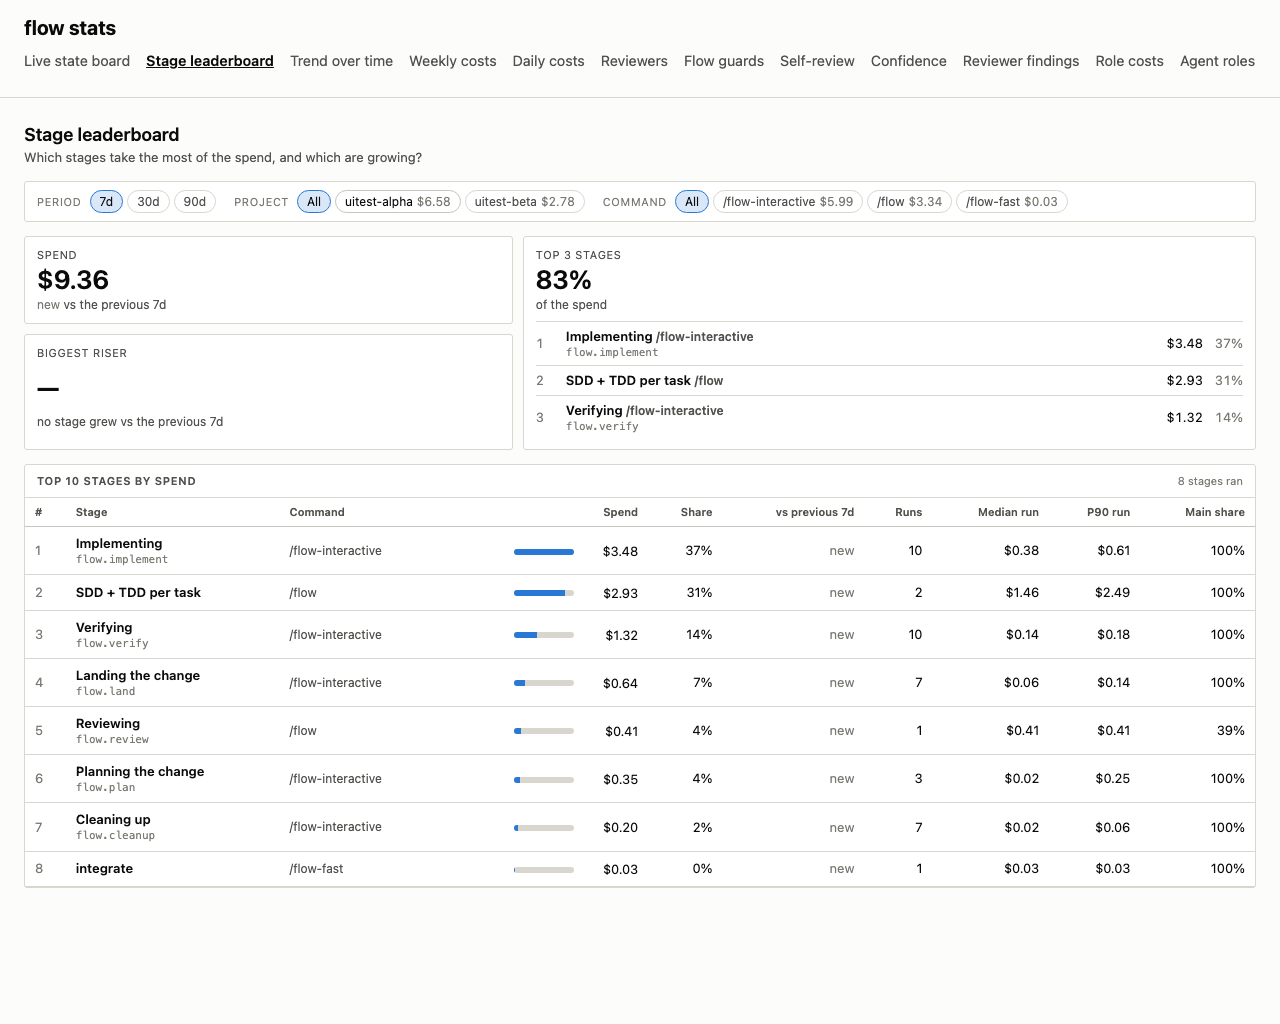 flow stats
Live state board Stage leaderboard Trend over time Weekly costs Daily costs Reviewers Flow guards Self-review Confidence Reviewer findings Role costs Agent roles
Stage leaderboard
Which stages take the most of the spend, and which are growing?
PERIOD 7d 30d 90d PROJECT All uitest-alpha $6.58 uitest-beta $2.78 COMMAND All /flow-interactive $5.99 /flow $3.34 /flow-fast $0.03
SPEND
$9.36
new vs the previous 7d
BIGGEST RISER
—
no stage grew vs the previous 7d
TOP 3 STAGES
83%
of the spend
1 Implementing /flow-interactive $3.48 37%
flow.implement
2 SDD + TDD per task /flow $2.93 31%
3 Verifying /flow-interactive $1.32 14%
flow.verify
TOP 10 STAGES BY SPEND 8 stages ran
# Stage Command Spend Share vs previous 7d Runs Median run P90 run Main share
1 Implementing /flow-interactive $3.48 37% new 10 $0.38 $0.61 100%
flow.implement
2 SDD + TDD per task /flow $2.93 31% new 2 $1.46 $2.49 100%
3 Verifying /flow-interactive $1.32 14% new 10 $0.14 $0.18 100%
flow.verify
4 Landing the change /flow-interactive $0.64 7% new 7 $0.06 $0.14 100%
flow.land
5 Reviewing /flow $0.41 4% new 1 $0.41 $0.41 39%
flow.review
6 Planning the change /flow-interactive $0.35 4% new 3 $0.02 $0.25 100%
flow.plan
7 Cleaning up /flow-interactive $0.20 2% new 7 $0.02 $0.06 100%
flow.cleanup
8 integrate /flow-fast $0.03 0% new 1 $0.03 $0.03 100%